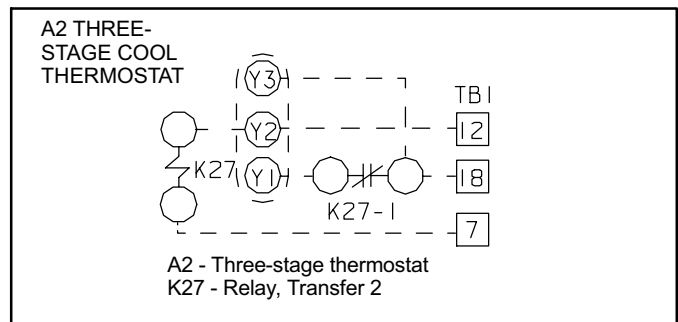 A2 THREE-
STAGE COOL
THERMOSTAT
Y3
TB1
Y2
12
K27
Y1
18
K27-1
7
A2 - Three-stage thermostat
K27 - Relay, Transfer 2